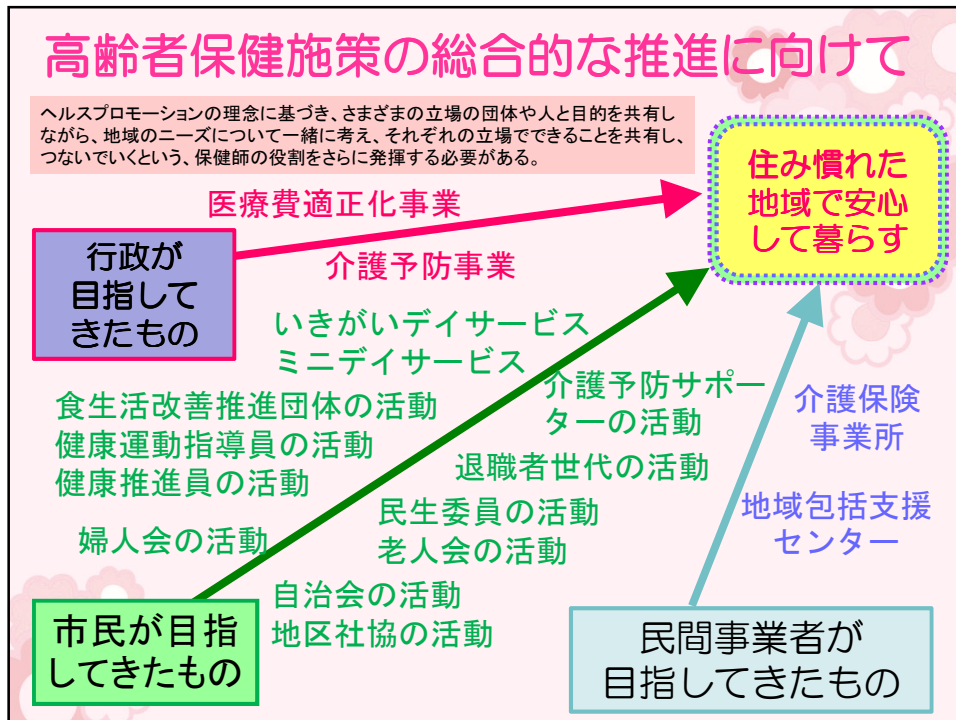 高齢者保健施策の総合的な推進に向けて
ヘルスプロモーションの理念に基づき、さまざまの立場の団体や人と目的を共有し
ながら、地域のニーズについて一緒に考え、それぞれの立場でできることを共有し、
つないでいくという、保健師の役割をさらに発揮する必要がある。
住み慣れた
地域で安心
して暮らす
医療費適正化事業
行政が
目指して
きたもの
介護予防事業
いきがいデイサービス
ミニデイサービス
食生活改善推進団体の活動
健康運動指導員の活動
健康推進員の活動
介護予防サポー
ターの活動
介護保険
事業所
退職者世代の活動
婦人会の活動
民生委員の活動
老人会の活動
地域包括支援
センター
自治会の活動
地区社協の活動
市民が目指
してきたもの
民間事業者が
目指してきたもの